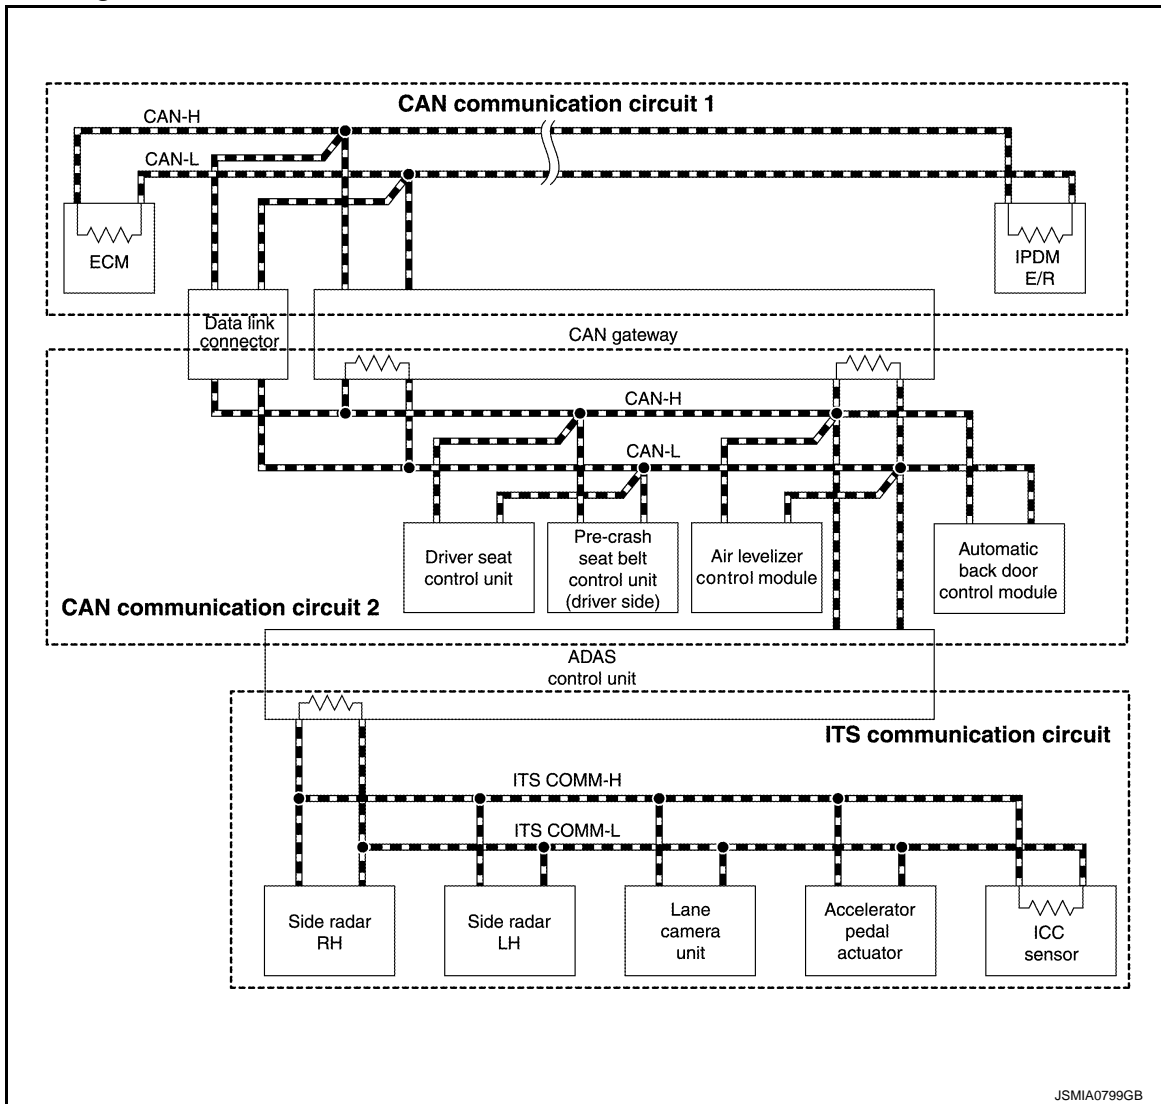 CAN communication circuit 1
CAN-H
CAN-L
ECM
IPDM
E/R
Data link
connector
CAN gateway
CAN-H
CAN-L
Driver seat
control unit
Pre-crash
seat belt
control unit
(driver side)
Air levelizer
control module
Automatic
back door
control module
CAN communication circuit 2
ADAS
control unit
ITS communication circuit
ITS COMM-H
ITS COMM-L
Side radar
RH
Side radar
LH
Lane
camera
unit
Accelerator
pedal
actuator
ICC
sensor
JSMIA0799GB